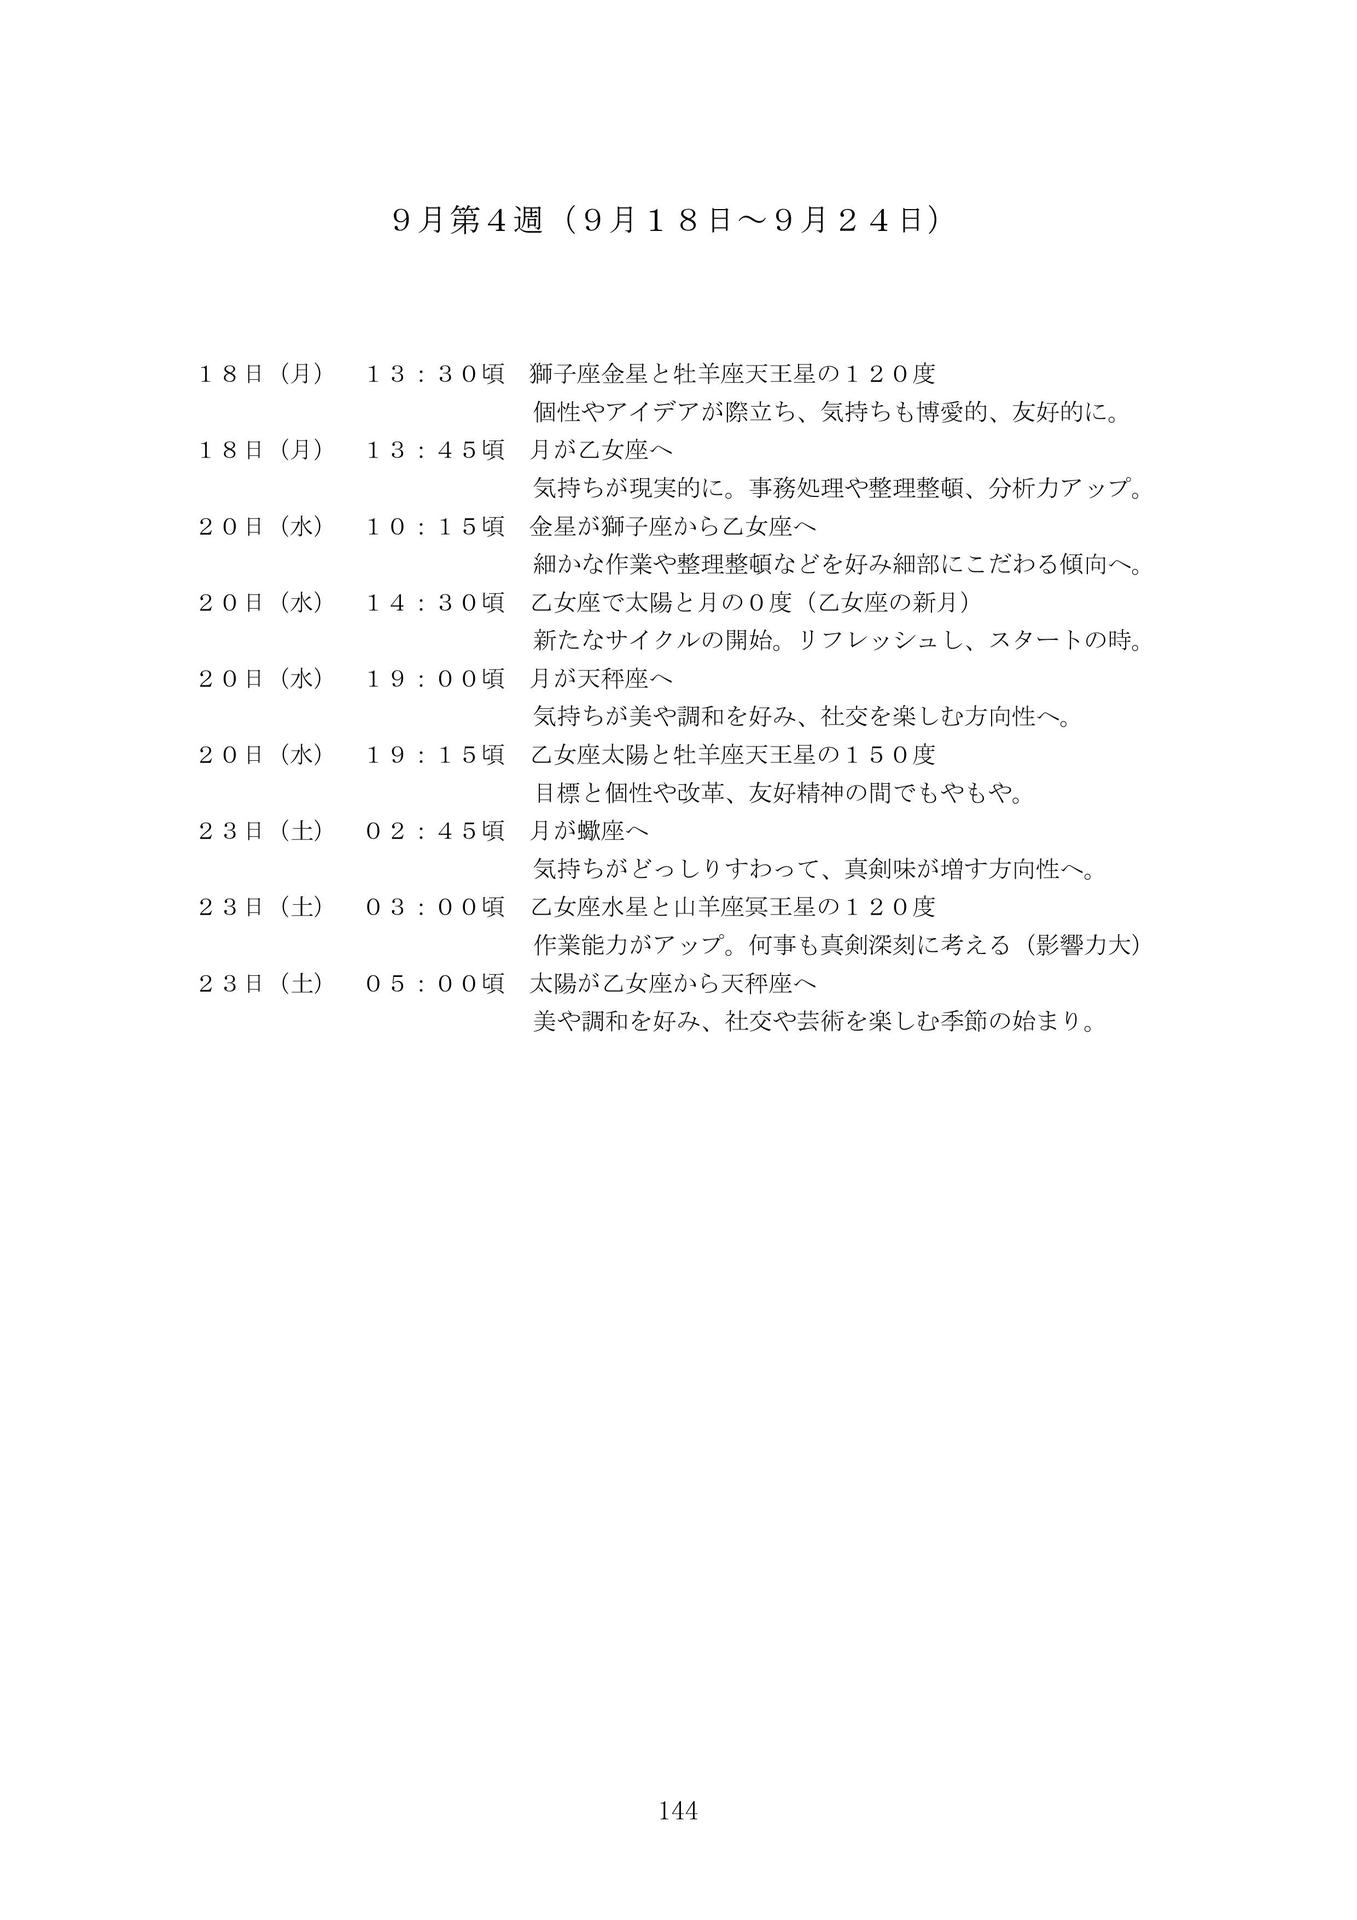 ９月第４週（９月１８日～９月２４日）
１８日（月）　１３：３０頃　獅子座金星と牡羊座天王星の１２０度
個性やアイデアが際立ち、気持ちも博愛的、友好的に。
１８日（月）　１３：４５頃　月が乙女座へ
気持ちが現実的に。事務処理や整理整頓、分析力アップ。
２０日（水）　１０：１５頃　金星が獅子座から乙女座へ
細かな作業や整理整頓などを好み細部にこだわる傾向へ。
２０日（水）　１４：３０頃　乙女座で太陽と月の０度（乙女座の新月）
新たなサイクルの開始。リフレッシュし、スタートの時。
２０日（水）　１９：００頃　月が天秤座へ
気持ちが美や調和を好み、社交を楽しむ方向性へ。
２０日（水）　１９：１５頃　乙女座太陽と牡羊座天王星の１５０度
目標と個性や改革、友好精神の間でもやもや。
２３日（土）　０２：４５頃　月が蠍座へ
気持ちがどっしりすわって、真剣味が増す方向性へ。
２３日（土）　０３：００頃　乙女座水星と山羊座冥王星の１２０度
作業能力がアップ。何事も真剣深刻に考える（影響力大）
２３日（土）　０５：００頃　太陽が乙女座から天秤座へ
美や調和を好み、社交や芸術を楽しむ季節の始まり。
144